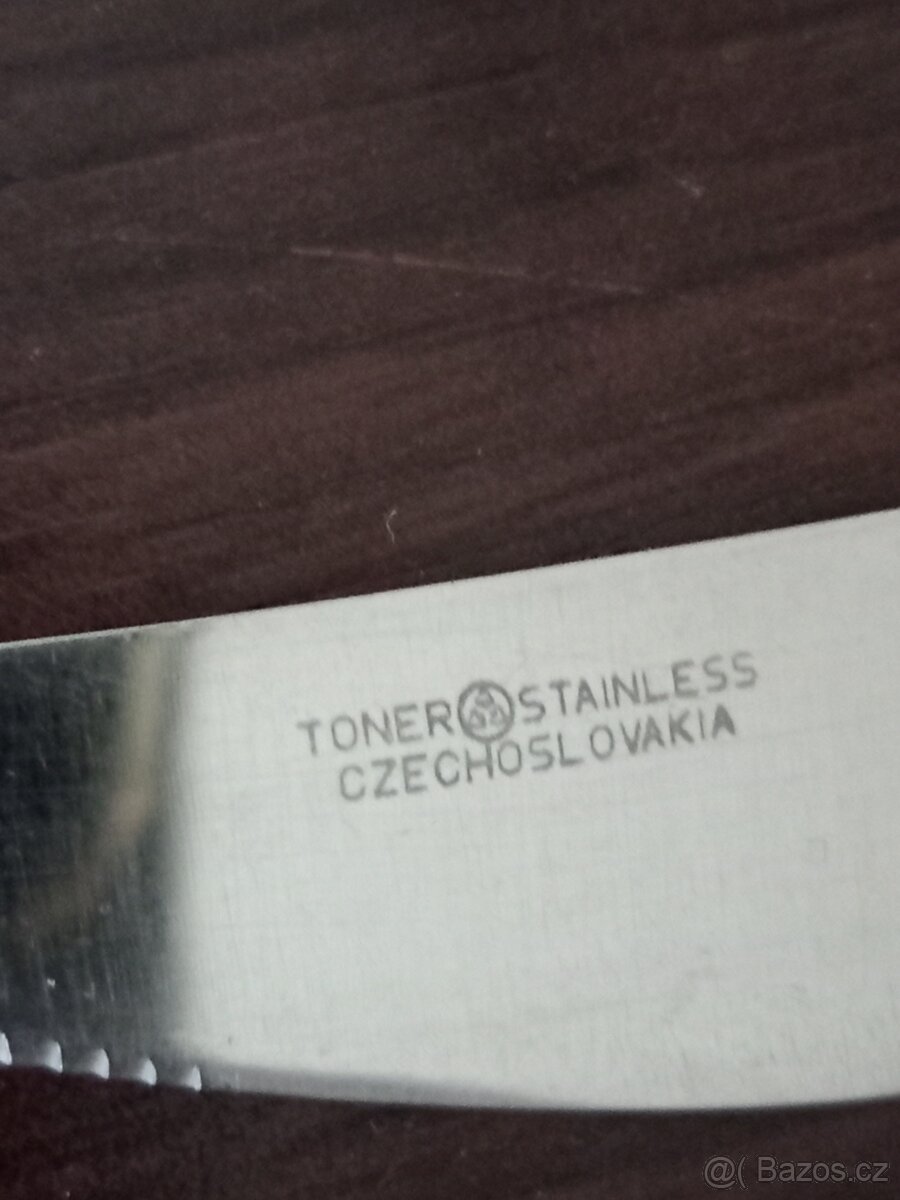 TONER STAINLESS
CZECHOSLOVAKIA
@( Bazos.cz